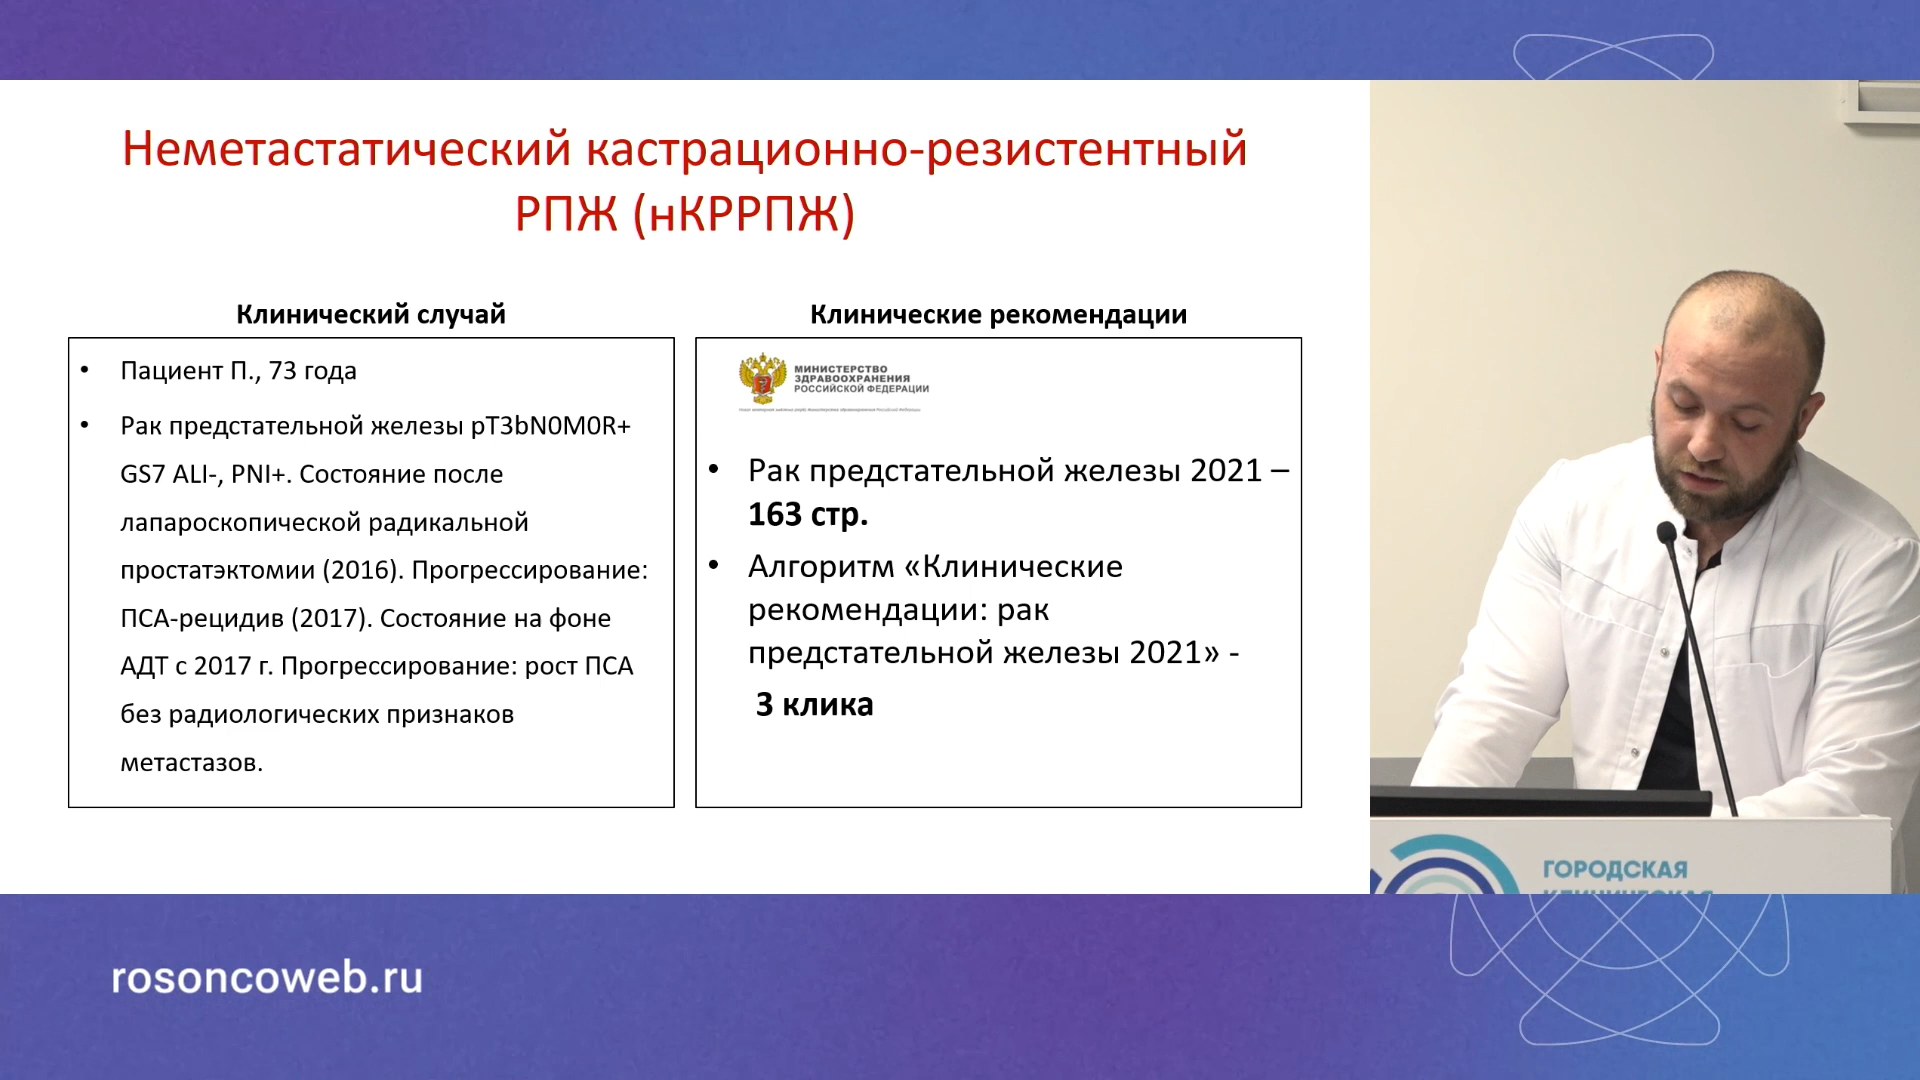 Неметастатический кастрационно-резистентный
РПЖ (нКРРПЖ)
Клинический случай
• Пациент П., 73 года
• Рак предстательной железы pT3bN0M0R+
GS7 ALI-, PNI+. Состояние после
лапароскопической радикальной
простатэктомии (2016). Прогрессирование:
ПСА-рецидив (2017). Состояние на фоне
АДТ с 2017 г. Прогрессирование: рост ПСА
без радиологических признаков
метастазов.
Клинические рекомендации
МИНИСТЕРСТВО
ЗДРАВООХРАНЕНИЯ
РОССИЙСКОЙ ФЕДЕРАЦИИ
• Рак предстательной железы 2021 –
163 стр.
• Алгоритм «Клинические
рекомендации: рак
предстательной железы 2021» -
3 клика
ГОРОДСКАЯ
rosoncoweb.ru